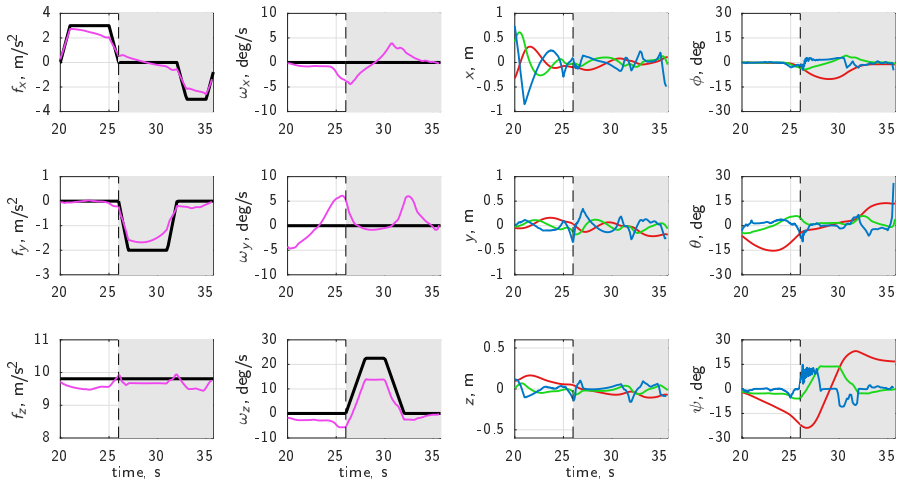 4 2 0 -2 -4
f_x, m/s²
20 25 30 35
10 5 0 -5 -10
ω_x, deg/s
20 25 30 35
1 0.5 0 -0.5 -1
x, m
20 25 30 35
30 15 0 -15 -30
ϕ, deg
20 25 30 35
1 0 -1 -2 -3
f_y, m/s²
20 25 30 35
10 5 0 -5 -10
ω_y, deg/s
20 25 30 35
1 0.5 0 -0.5 -1
y, m
20 25 30 35
30 15 0 -15 -30
θ, deg
20 25 30 35
11 10 9 8
f_z, m/s²
20 25 30 35
time, s
30 20 10 0 -10
ω_z, deg/s
20 25 30 35
time, s
0.5 0 -0.5
z, m
20 25 30 35
time, s
30 15 0 -15 -30
ψ, deg
20 25 30 35
time, s